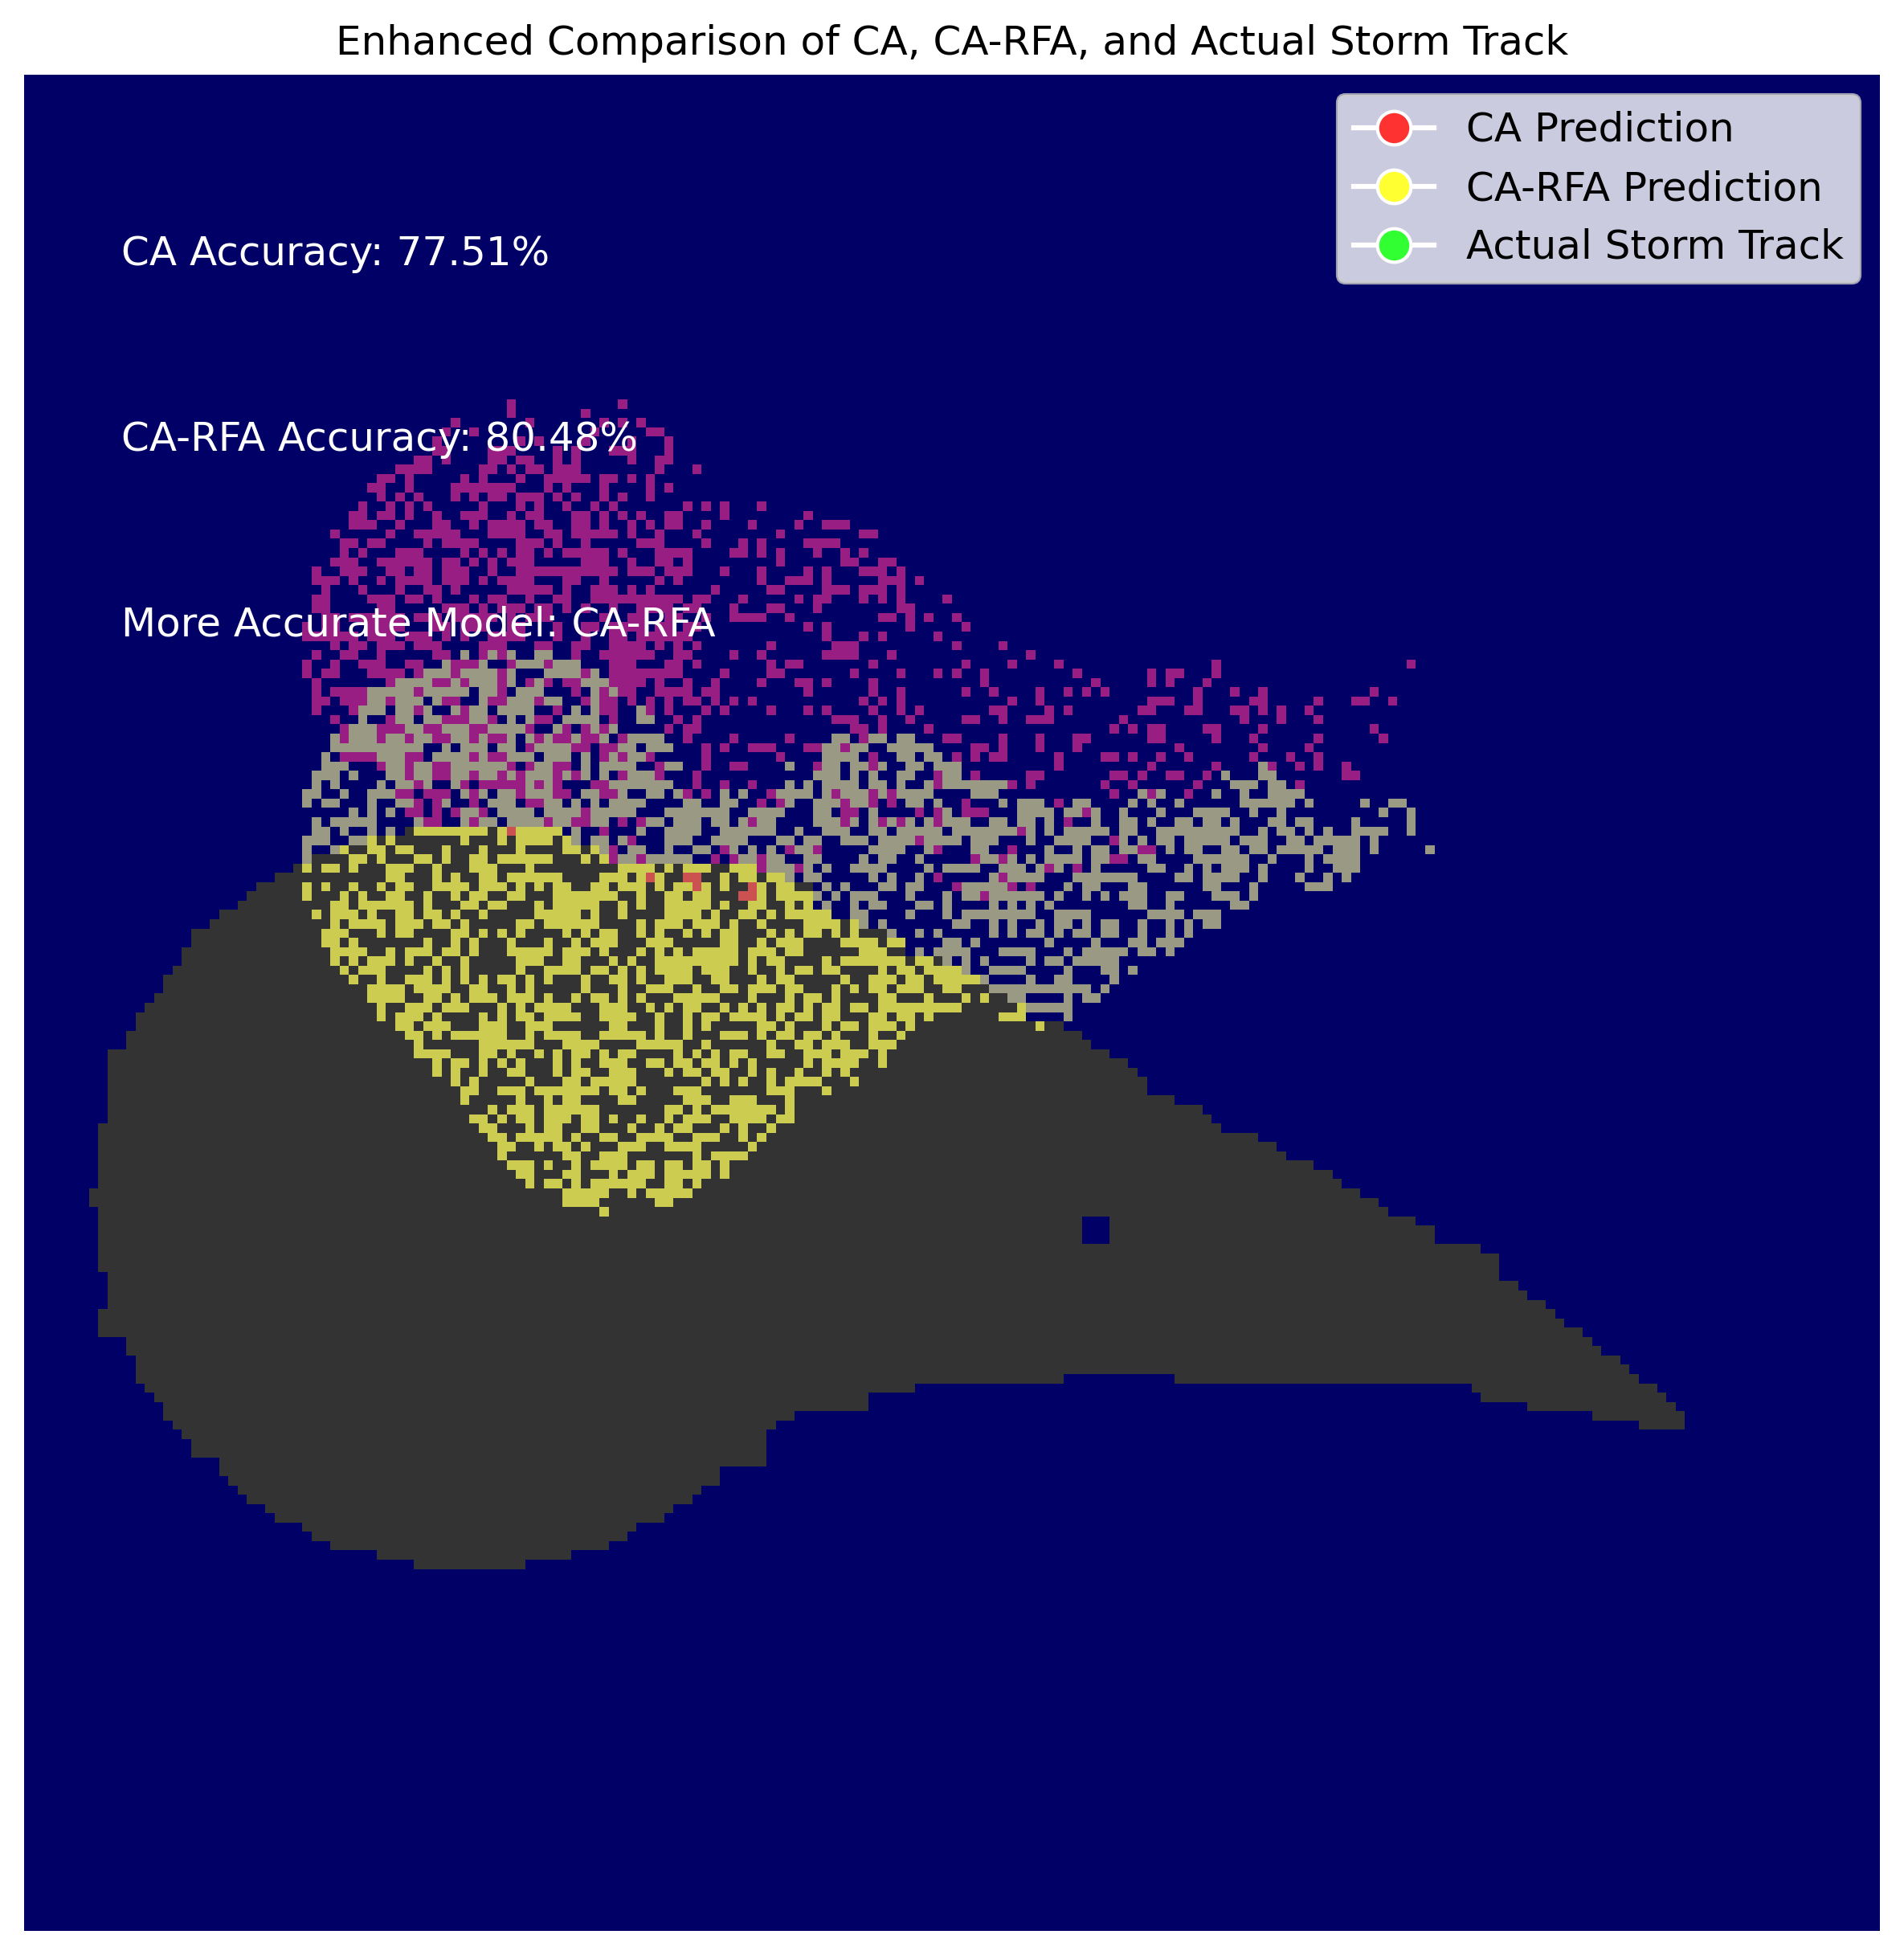 Enhanced Comparison of CA, CA-RFA, and Actual Storm Track
CA Prediction
CA-RFA Prediction
Actual Storm Track
CA Accuracy: 77.51%
CA-RFA Accuracy: 80.48%
More Accurate Model: CA-RFA